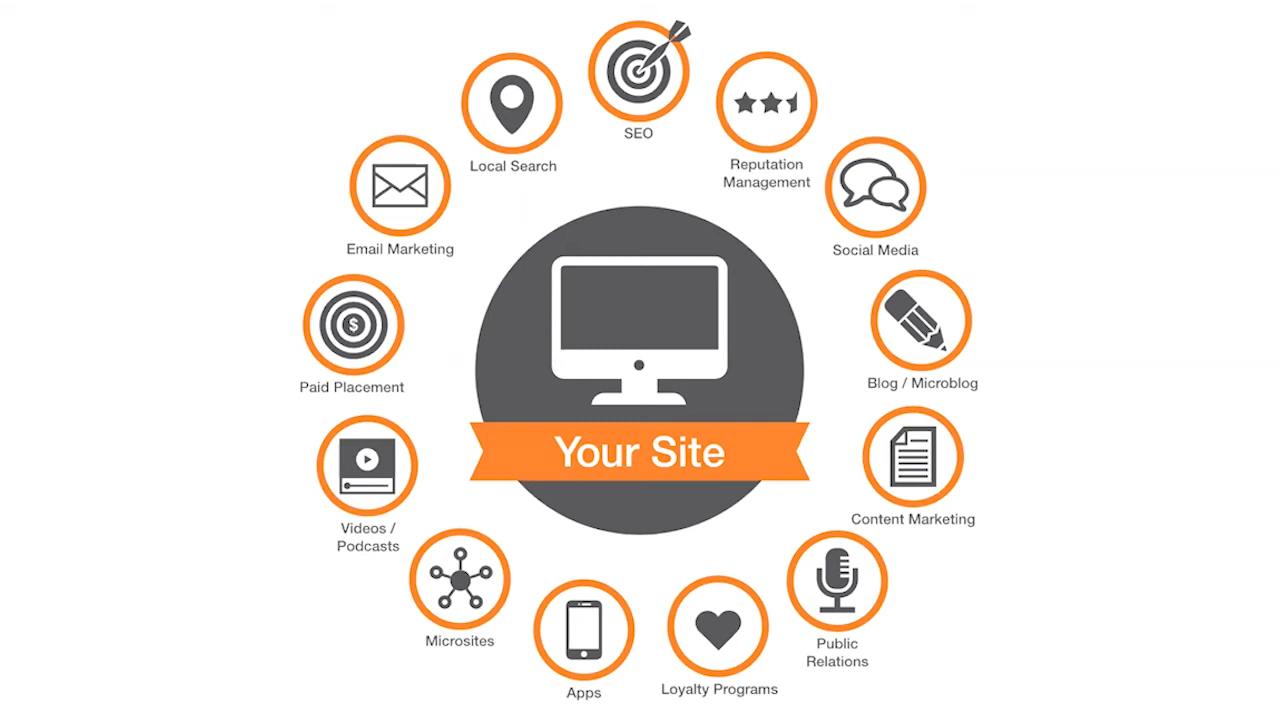 SEO
Reputation
Management
Social Media
Blog / Microblog
Content Marketing
Public
Relations
Loyalty Programs
Apps
Microsites
Videos /
Podcasts
Paid Placement
$
Email Marketing
Local Search
Your Site